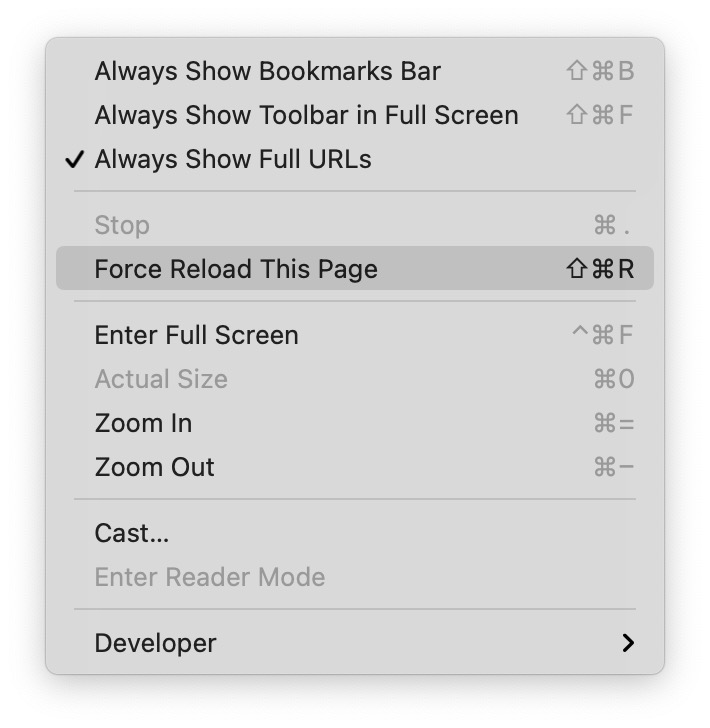 Always Show Bookmarks Bar ⇧⌘B
Always Show Toolbar in Full Screen ⇧⌘F
✓ Always Show Full URLs
Stop ⌘.
Force Reload This Page ⇧⌘R
Enter Full Screen ^⌘F
Actual Size ⌘0
Zoom In ⌘=
Zoom Out ⌘−
Cast...
Enter Reader Mode
Developer >